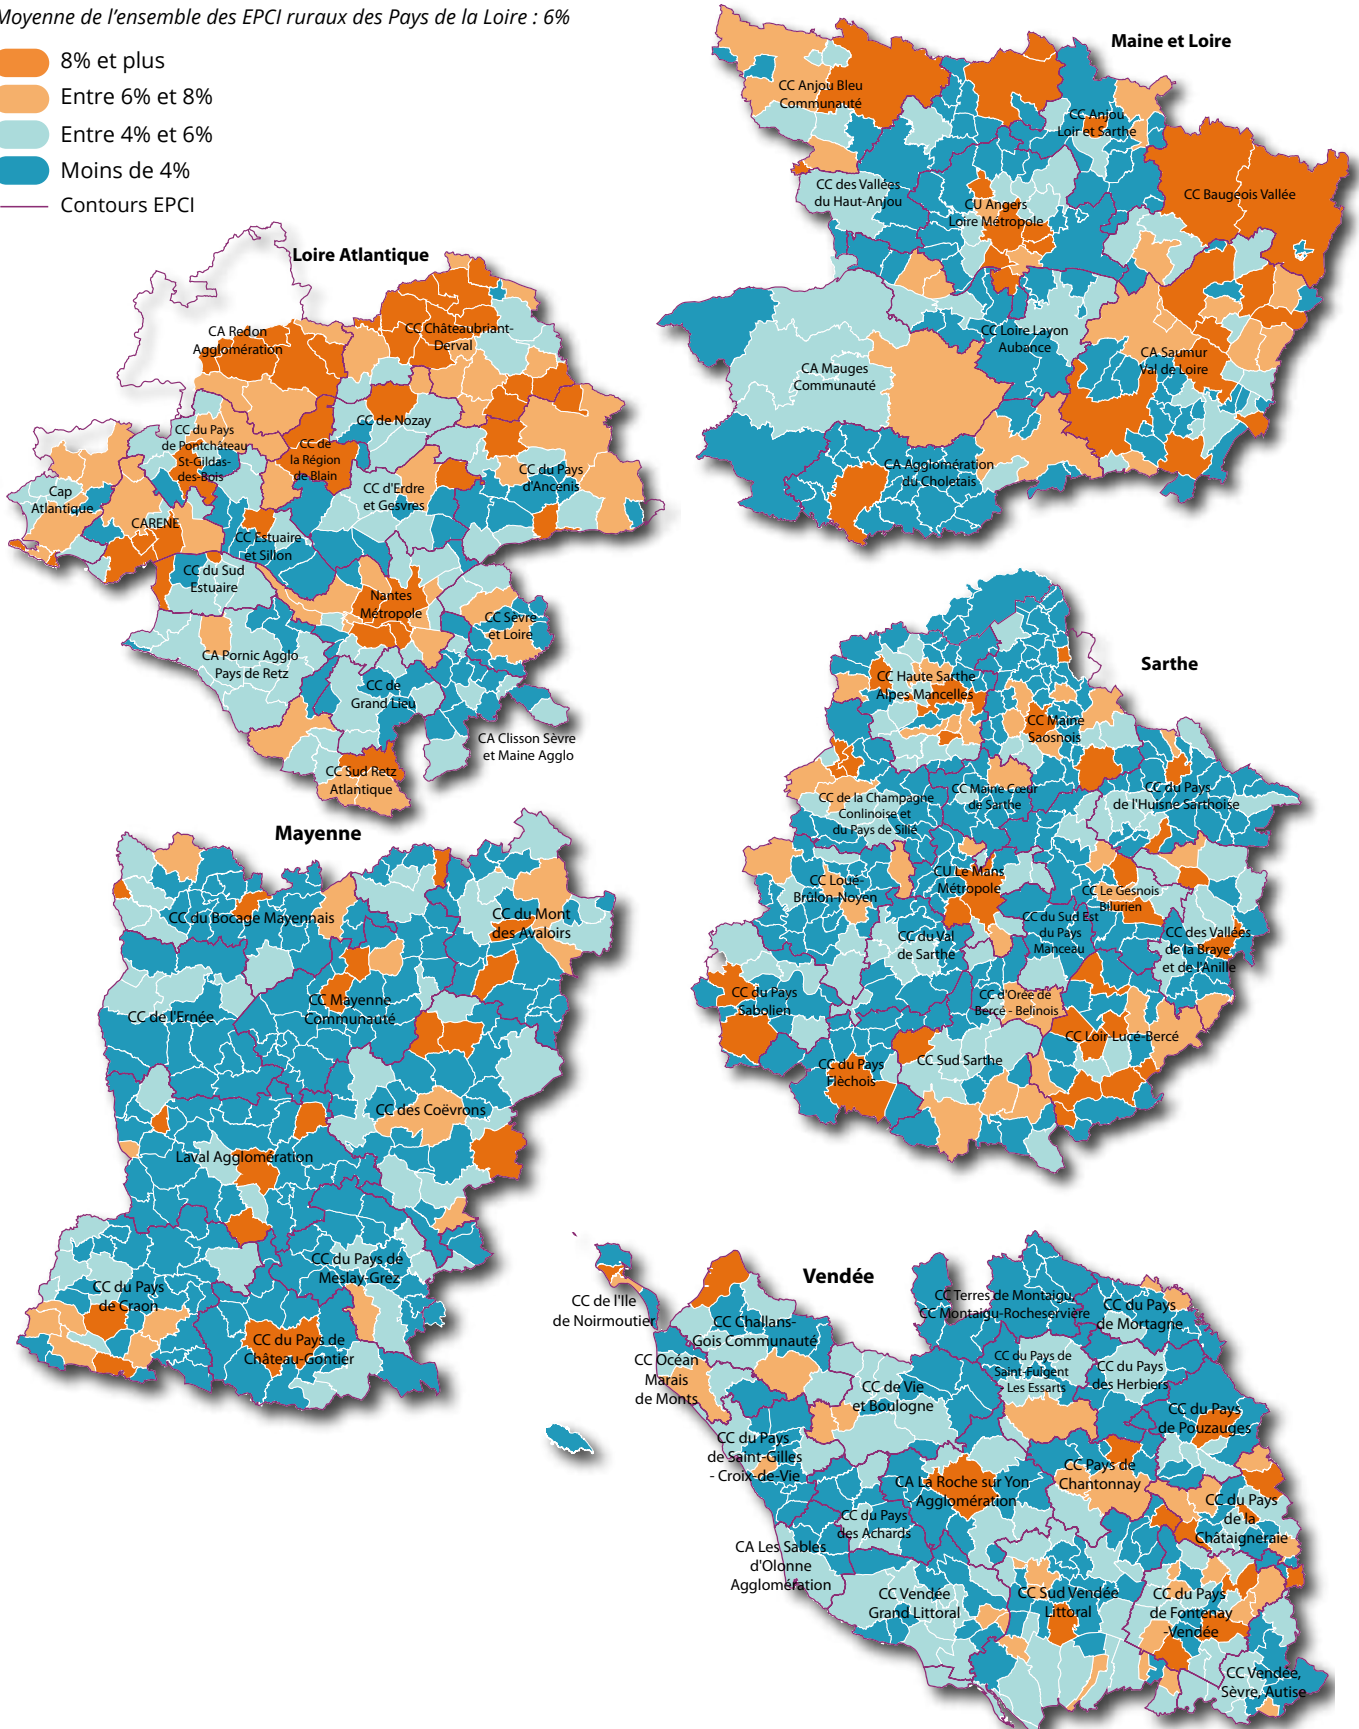 Moyenne de l'ensemble des EPCI ruraux des Pays de la Loire : 6%
8% et plus
Entre 6% et 8%
Entre 4% et 6%
Moins de 4%
Contours EPCI
Maine et Loire
CC Anjou Bleu
Communauté
CC Anjou
Loir et Sarthe
CC des Vallées
du Haut-Anjou
CU Angers
Loire Métropole
CC Baugeois Vallée
CC Loire Layon
Aubance
CA Mauges
Communauté
CA Saumur
Val de Loire
CA Agglomération
du Choletais
Loire Atlantique
CA Redon
Agglomération
CC Châteaubriant-
Derval
CC de Nozay
CC du Pays
de Pontchâteau
St-Gildas-
des-Bois
CC de
la Région
de Blain
Cap
Atlantique
CARENE
CC d'Erdre
et Gesvres
CC du Pays
d'Ancenis
CC Estuaire
et Sillon
CC du Sud
Estuaire
Nantes
Métropole
CC Sèvre
et Loire
CA Pornic Agglo
Pays de Retz
CC de
Grand Lieu
CA Clisson Sèvre
et Maine Agglo
CC Sud Retz
Atlantique
Sarthe
CC Haute Sarthe
Alpes Mancelles
CC Maine
Saosnois
CC de la Champagne
Conlinoise et
du Pays de Sillé
CC Maine Cœur
de Sarthe
CC du Pays
de l'Huisne Sarthoise
CC Loué-
Brûlon-Noyen
CU Le Mans
Métropole
CC Le Gesnois
Bilurien
CC du Val
de Sarthe
CC du Sud Est
du Pays
Manceau
CC des Vallées
de la Braye
et de l'Anille
CC du Pays
Sabolien
CC d'Orée de
Bercé - Belinois
CC Loir-Lucé-Bercé
CC du Pays
Flèchois
CC Sud Sarthe
Mayenne
CC du Bocage Mayennais
CC du Mont
des Avaloirs
CC de l'Ernée
CC Mayenne
Communauté
CC des Coëvrons
Laval Agglomération
CC du Pays de
Meslay-Grez
CC du Pays
de Craon
CC du Pays de
Château-Gontier
Vendée
CC de l'Ile
de Noirmoutier
CC Challans-
Gois Communauté
CC Océan
Marais
de Monts
CC Terres de Montaigu,
CC Montaigu-Rocheservière
CC du Pays
de Mortagne
CC du Pays de
Saint-Fulgent
- Les Essarts
CC du Pays
des Herbiers
CC de Vie
et Boulogne
CC du Pays
de Pouzauges
CC du Pays
de Saint-Gilles
- Croix-de-Vie
CA La Roche sur Yon
Agglomération
CC Pays de
Chantonnay
CC du Pays
de la
Châtaigneraie
CC du Pays
des Achards
CA Les Sables
d'Olonne
Agglomération
CC Vendée
Grand Littoral
CC Sud Vendée
Littoral
CC du Pays
de Fontenay
-Vendée
CC Vendée,
Sèvre, Autise